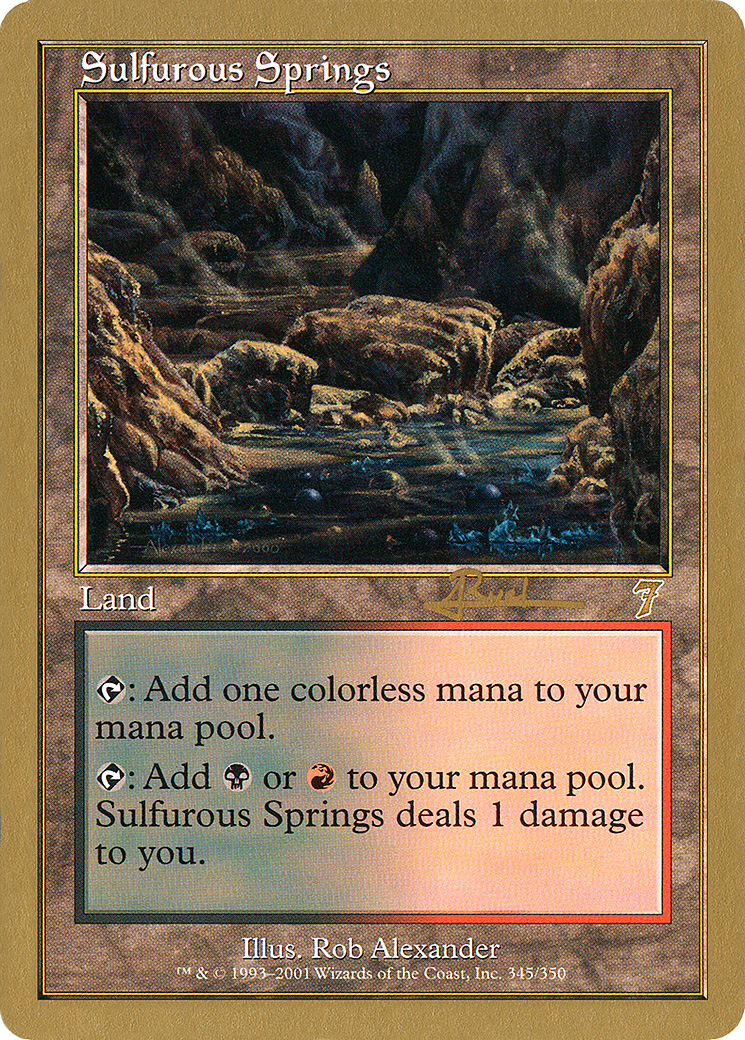 Sulfurous Springs
Alexander
Land
7
: Add one colorless mana to your
mana pool.
: Add or to your mana pool.
Sulfurous Springs deals 1 damage
to you.
Illus. Rob Alexander
™ & © 1993–2001 Wizards of the Coast, Inc. 345/350